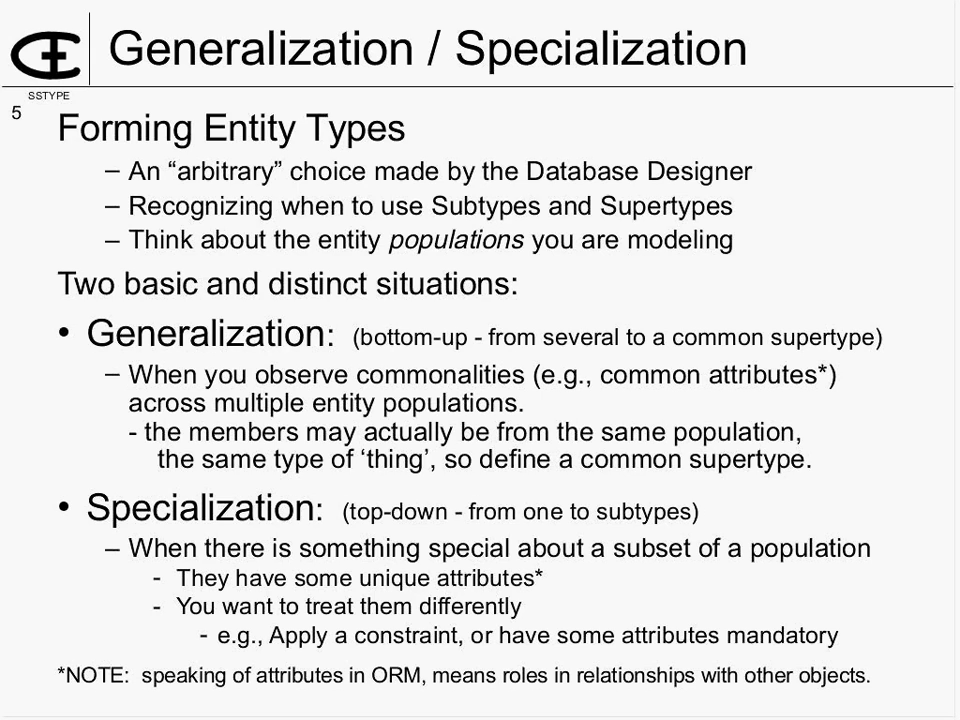 Generalization / Specialization
SSTYPE
5
Forming Entity Types
– An “arbitrary” choice made by the Database Designer
– Recognizing when to use Subtypes and Supertypes
– Think about the entity populations you are modeling
Two basic and distinct situations:
• Generalization: (bottom-up - from several to a common supertype)
– When you observe commonalities (e.g., common attributes*)
across multiple entity populations.
- the members may actually be from the same population,
the same type of ‘thing’, so define a common supertype.
• Specialization: (top-down - from one to subtypes)
– When there is something special about a subset of a population
- They have some unique attributes*
- You want to treat them differently
- e.g., Apply a constraint, or have some attributes mandatory
*NOTE: speaking of attributes in ORM, means roles in relationships with other objects.